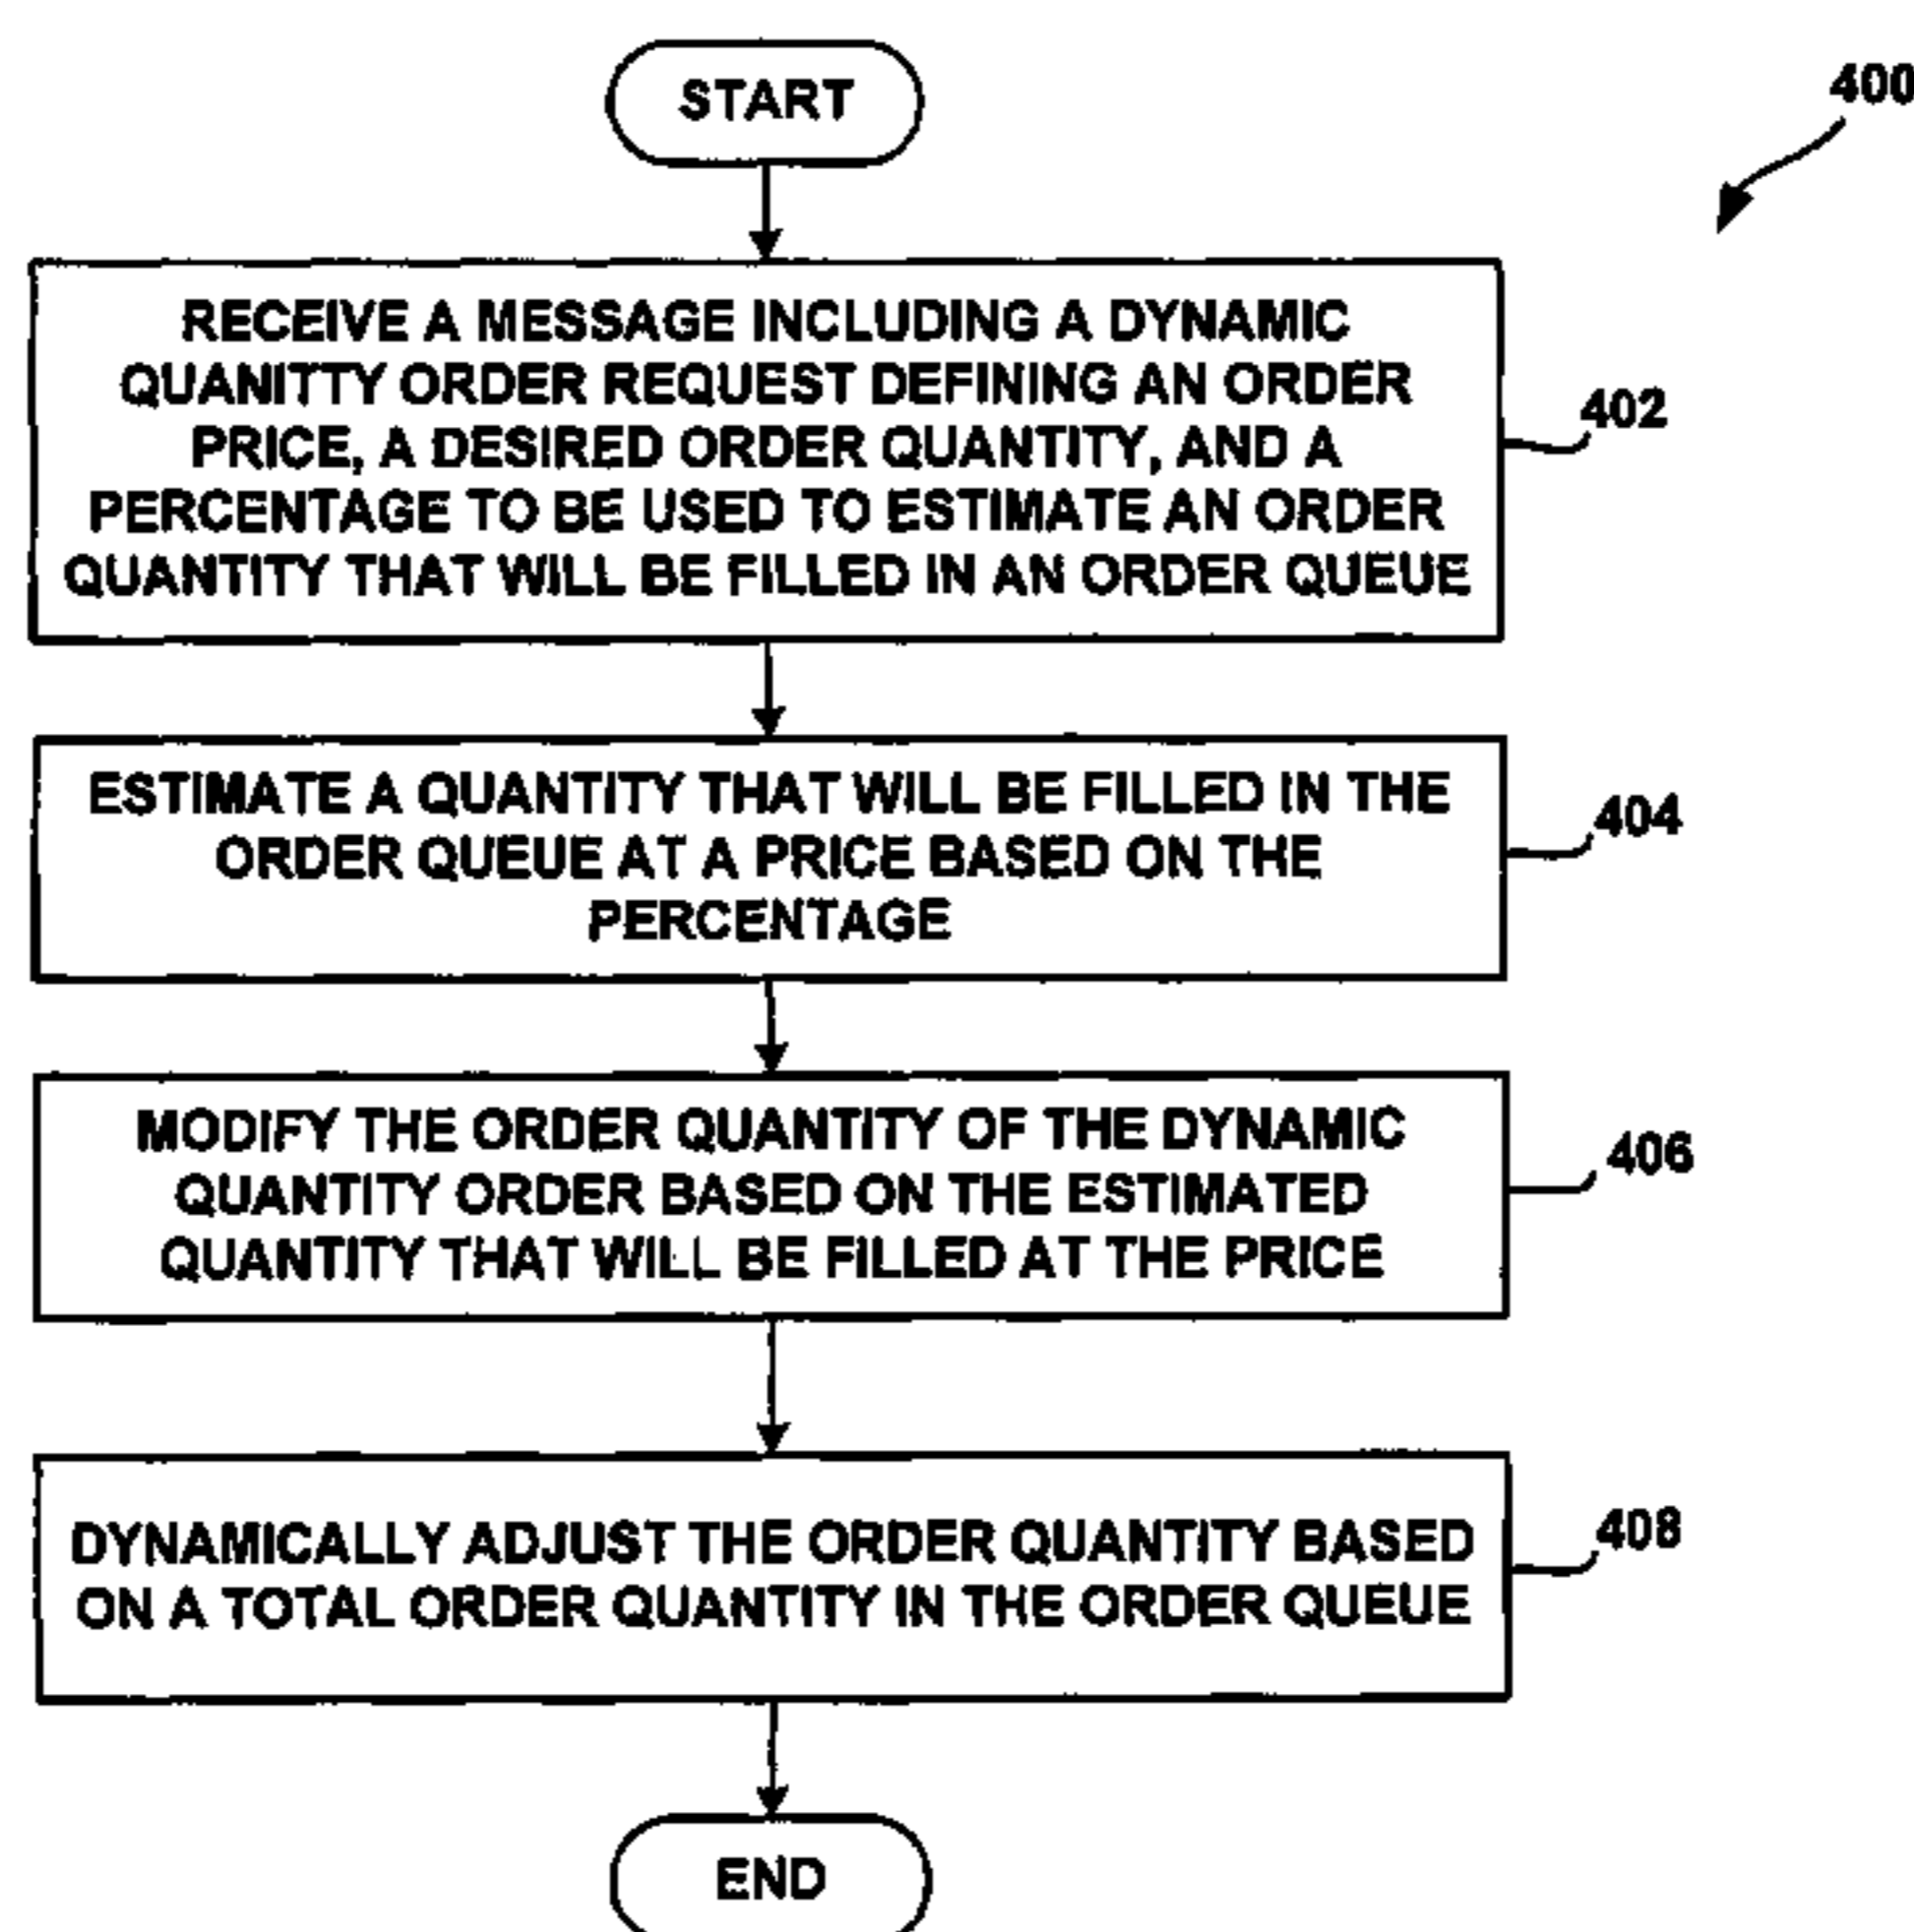 START
400
RECEIVE A MESSAGE INCLUDING A DYNAMIC
QUANITTY ORDER REQUEST DEFINING AN ORDER
PRICE, A DESIRED ORDER QUANTITY, AND A
PERCENTAGE TO BE USED TO ESTIMATE AN ORDER
QUANTITY THAT WILL BE FILLED IN AN ORDER QUEUE
402
ESTIMATE A QUANTITY THAT WILL BE FILLED IN THE
ORDER QUEUE AT A PRICE BASED ON THE
PERCENTAGE
404
MODIFY THE ORDER QUANTITY OF THE DYNAMIC
QUANTITY ORDER BASED ON THE ESTIMATED
QUANTITY THAT WILL BE FILLED AT THE PRICE
406
DYNAMICALLY ADJUST THE ORDER QUANTITY BASED
ON A TOTAL ORDER QUANTITY IN THE ORDER QUEUE
408
END